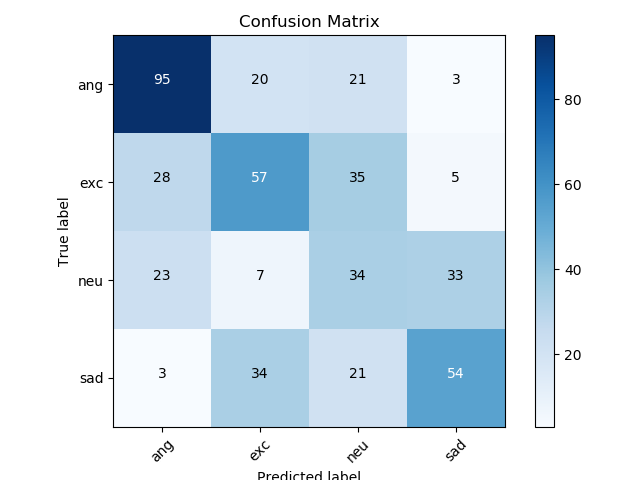 Confusion Matrix
True label
ang 95 20 21 3
exc 28 57 35 5
neu 23 7 34 33
sad 3 34 21 54
ang exc neu sad
Predicted label
80
60
40
20